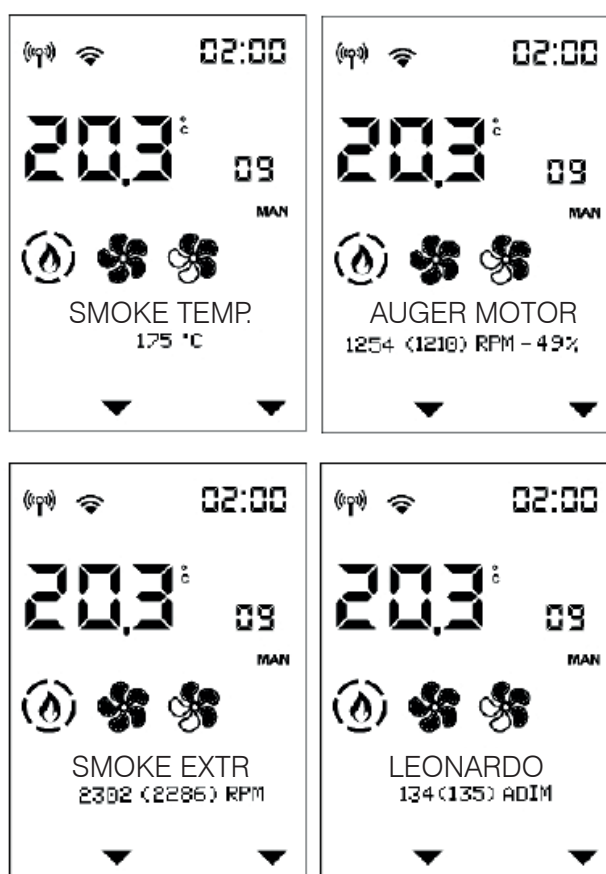 02:00
20.3 °C
09
MAN
SMOKE TEMP.
175 °C
02:00
20.3 °C
09
MAN
AUGER MOTOR
1254 (1210) RPM - 49%
02:00
20.3 °C
09
MAN
SMOKE EXTR
2302 (2286) RPM
02:00
20.3 °C
09
MAN
LEONARDO
134(135) ADIM